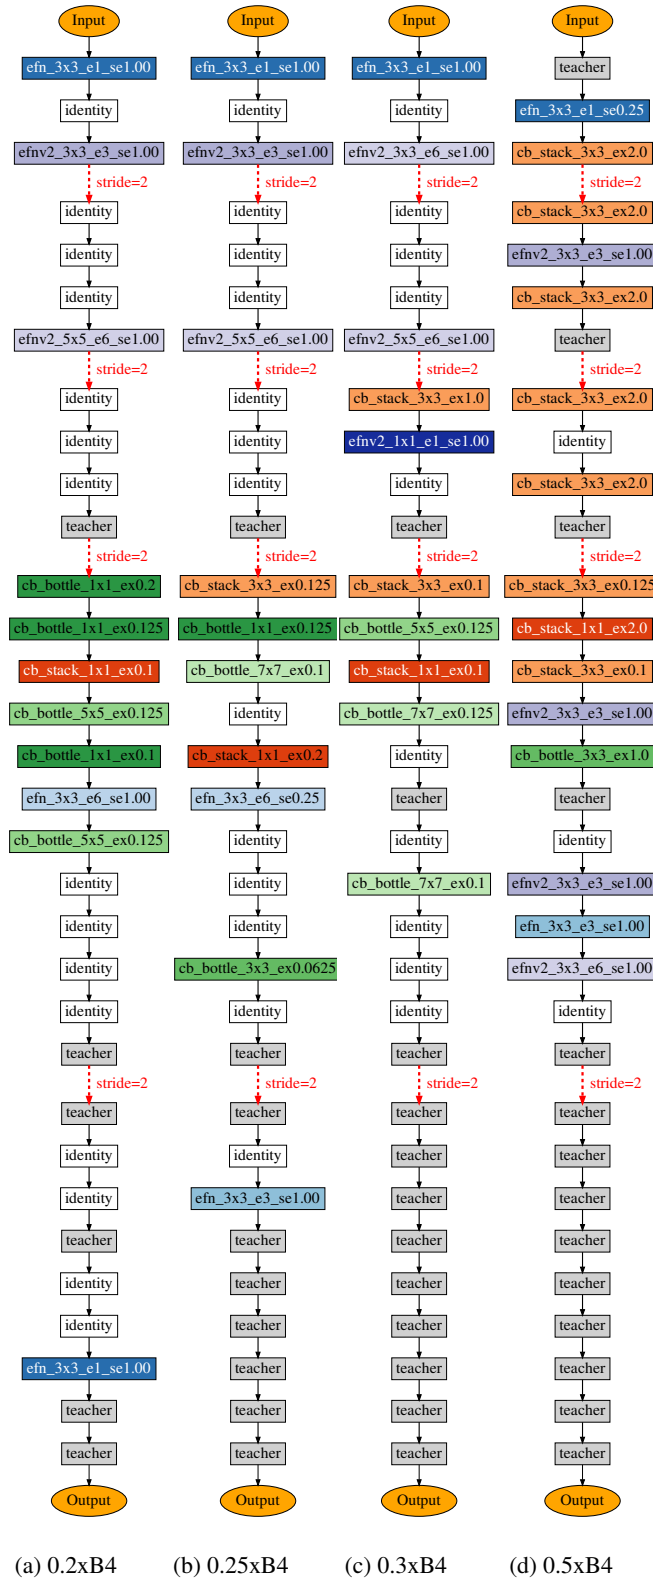 Input
efn_3x3_e1_se1.00
identity
efnv2_3x3_e3_se1.00
stride=2
identity
identity
identity
efnv2_5x5_e6_se1.00
stride=2
identity
identity
identity
teacher
stride=2
cb_bottle_1x1_ex0.2
cb_bottle_1x1_ex0.125
cb_stack_1x1_ex0.1
cb_bottle_5x5_ex0.125
cb_bottle_1x1_ex0.1
efn_3x3_e6_se1.00
cb_bottle_5x5_ex0.125
identity
identity
identity
identity
teacher
stride=2
teacher
identity
identity
teacher
identity
identity
efn_3x3_e1_se1.00
teacher
teacher
Output
(a) 0.2xB4
Input
efn_3x3_e1_se1.00
identity
efnv2_3x3_e3_se1.00
stride=2
identity
identity
identity
efnv2_5x5_e6_se1.00
stride=2
identity
identity
identity
teacher
stride=2
cb_stack_3x3_ex0.125
cb_bottle_1x1_ex0.125
cb_bottle_7x7_ex0.1
identity
cb_stack_1x1_ex0.2
efn_3x3_e6_se0.25
identity
identity
identity
cb_bottle_3x3_ex0.0625
identity
teacher
stride=2
teacher
identity
efn_3x3_e3_se1.00
teacher
teacher
teacher
teacher
teacher
teacher
Output
(b) 0.25xB4
Input
efn_3x3_e1_se1.00
identity
efnv2_3x3_e6_se1.00
stride=2
identity
identity
identity
efnv2_5x5_e6_se1.00
stride=2
cb_stack_3x3_ex1.0
efnv2_1x1_e1_se1.00
identity
teacher
stride=2
cb_stack_3x3_ex0.1
cb_bottle_5x5_ex0.125
cb_stack_1x1_ex0.1
cb_bottle_7x7_ex0.125
identity
teacher
identity
cb_bottle_7x7_ex0.1
identity
identity
identity
teacher
stride=2
teacher
teacher
teacher
teacher
teacher
teacher
teacher
teacher
teacher
Output
(c) 0.3xB4
Input
teacher
efn_3x3_e1_se0.25
cb_stack_3x3_ex2.0
stride=2
cb_stack_3x3_ex2.0
efnv2_3x3_e3_se1.00
cb_stack_3x3_ex2.0
teacher
stride=2
cb_stack_3x3_ex2.0
identity
cb_stack_3x3_ex2.0
teacher
stride=2
cb_stack_3x3_ex0.125
cb_stack_1x1_ex2.0
cb_stack_3x3_ex0.1
efnv2_3x3_e3_se1.00
cb_bottle_3x3_ex1.0
teacher
identity
efnv2_3x3_e3_se1.00
efn_3x3_e3_se1.00
efnv2_3x3_e6_se1.00
identity
teacher
stride=2
teacher
teacher
teacher
teacher
teacher
teacher
teacher
teacher
teacher
Output
(d) 0.5xB4